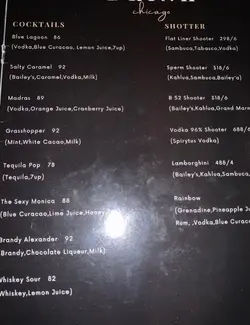 chicago
COCKTAILS
Blue Lagoon 86
(Vodka,Blue Curacao, Lemon Juice,7up)
Salty Caramel 92
(Bailey's,Caramel,Vodka,Milk)
Madras 89
(Vodka,Orange Juice,Cranberry Juice)
Grasshopper 92
(Mint,White Cacao,Milk)
Tequila Pop 78
(Tequila,7up)
The Sexy Monica 88
(Blue Curacao,Lime Juice,Honey
Brandy Alexander 92
(Brandy,Chocolate Liqueur,Milk)
Whiskey Sour 82
Whiskey,Lemon Juice)
SHOTTER
Flat Liner Shooter 298/6
(Sambuca,Tabasco,Vodka)
Sperm Shooter 318/6
(Kahlua,Sambuca,Bailey's)
B 52 Shooter 318/6
(Bailey's,Kahlua,Grand Marn
Vodka 96% Shooter 688/6
(Spirytus Vodka)
Lamborghini 488/4
(Bailey's,Kahlua,Sambuca,
Rainbow
(Grenadine,Pineapple J
Rum, ,Vodka,Blue Cura